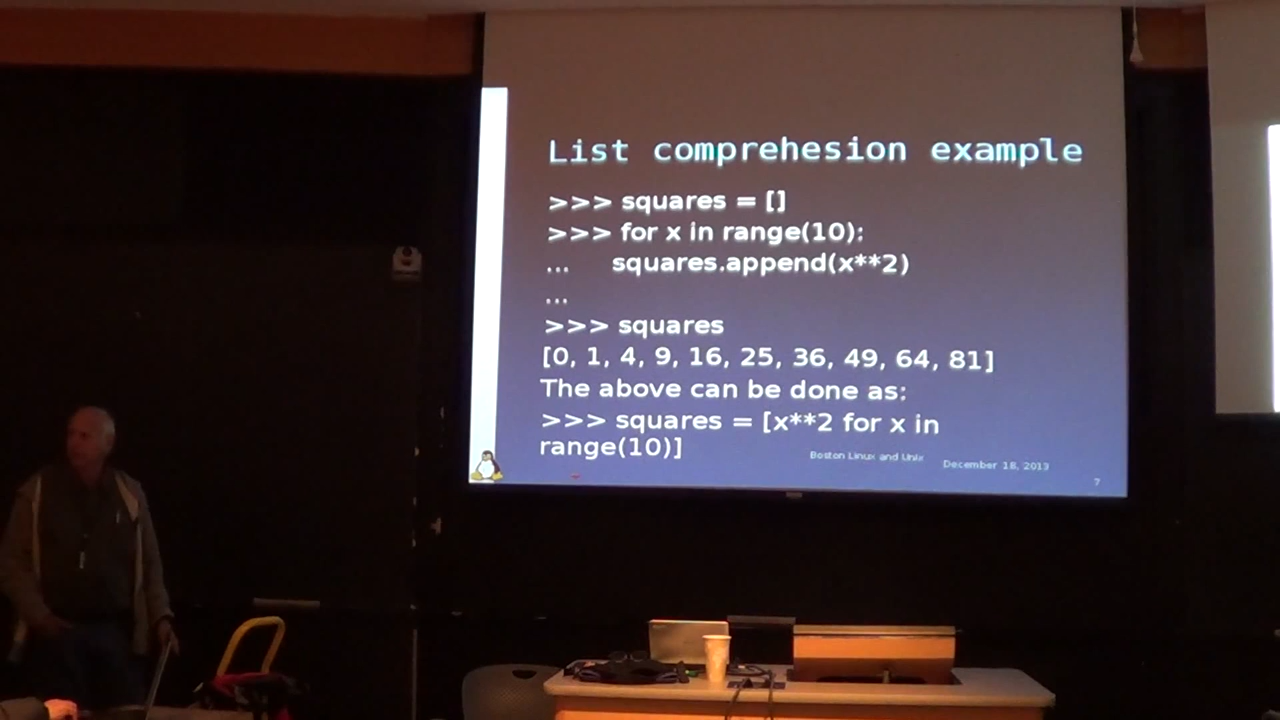 List comprehesion example
>>> squares = []
>>> for x in range(10):
...    squares.append(x**2)
...
>>> squares
[0, 1, 4, 9, 16, 25, 36, 49, 64, 81]
The above can be done as:
>>> squares = [x**2 for x in
range(10)]
Boston Linux and Unix
December 18, 2013
7